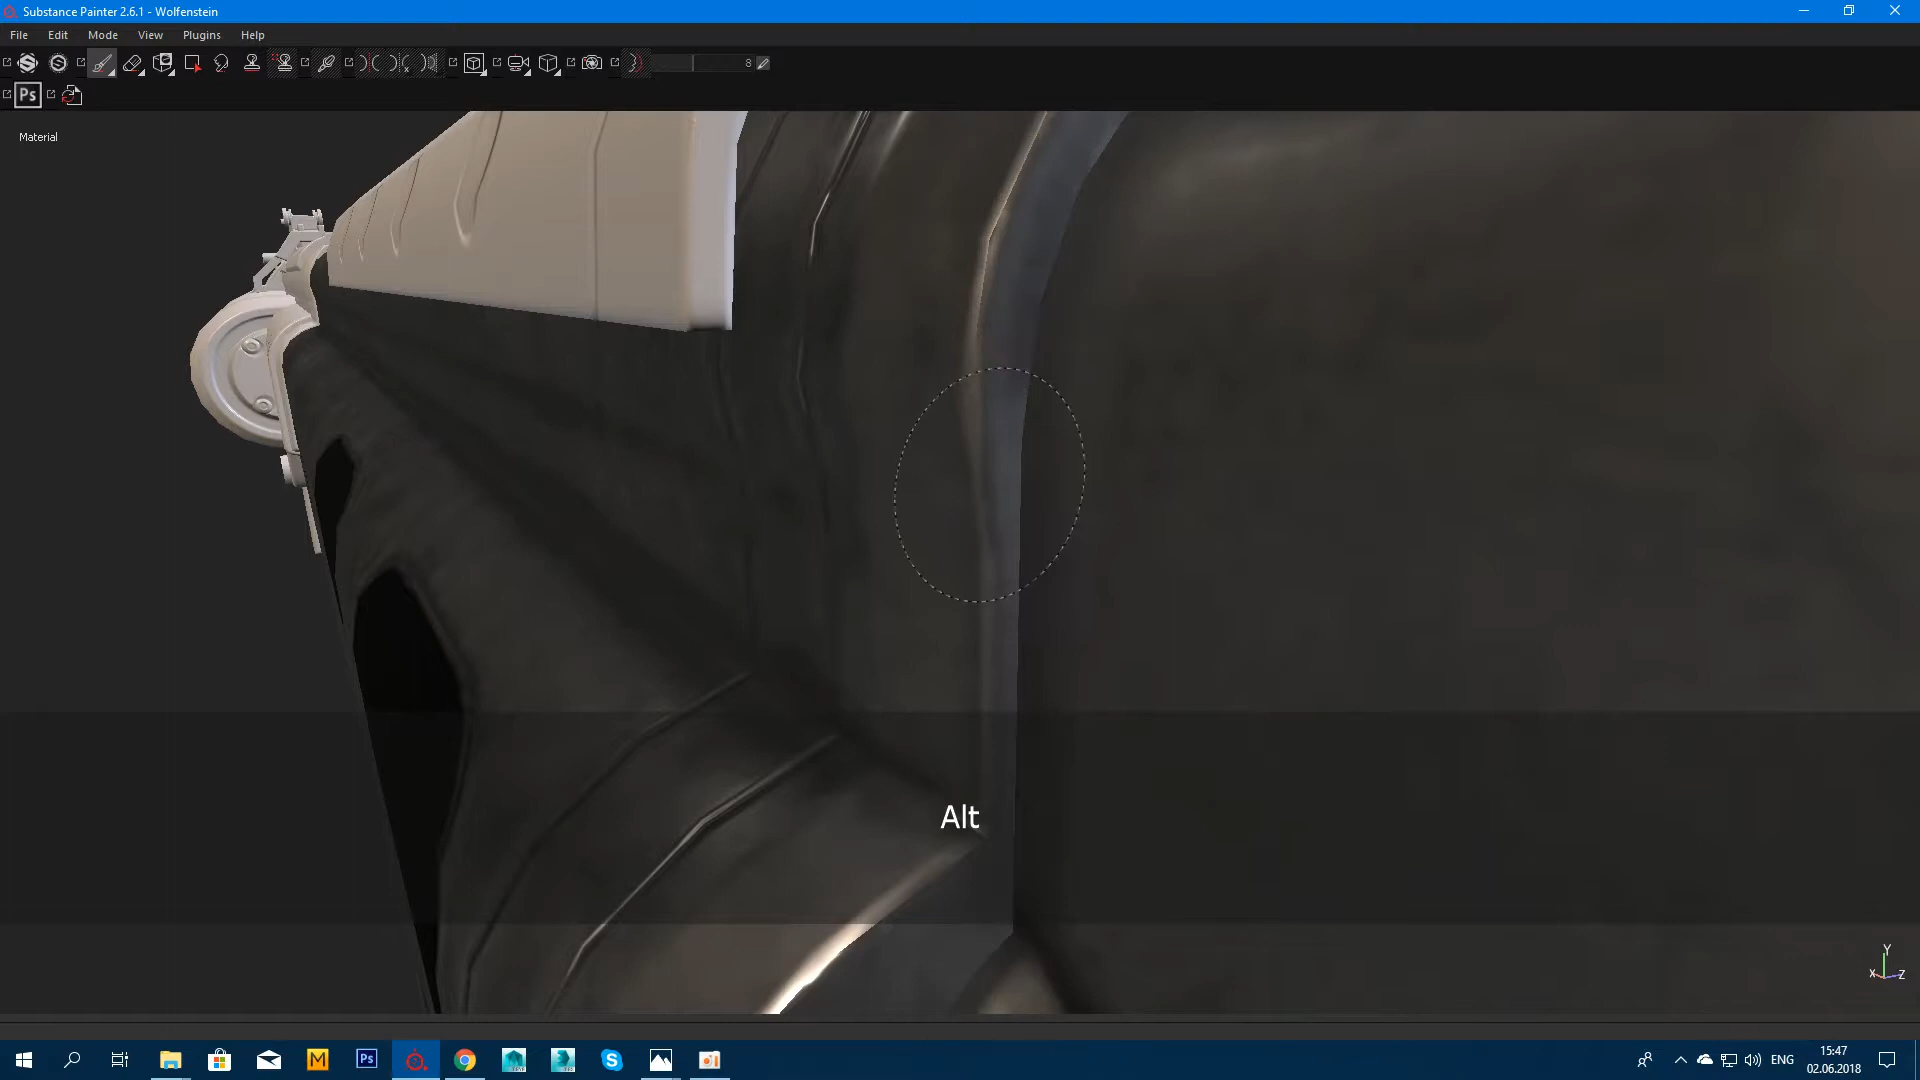 Substance Painter 2.6.1 - Wolfenstein
File Edit Mode View Plugins Help
8
Ps
Material
Alt
Y
X Z
Ps
ENG
15:47
02.06.2018